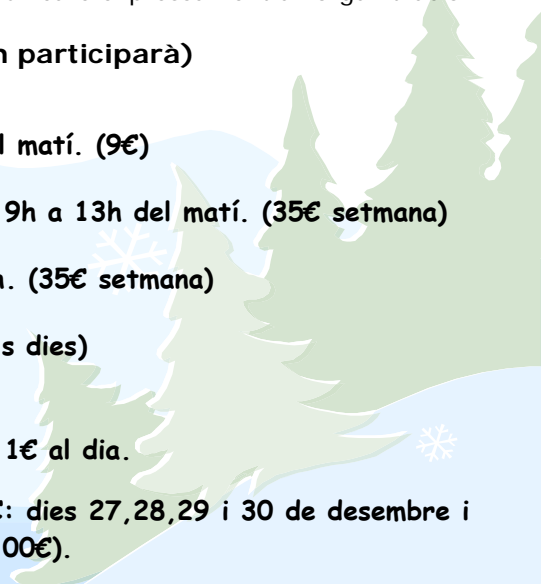 participarà)
matí. (9€)
9h a 13h del matí. (35€ setmana)
(35€ setmana)
dies)
1€ al dia.
dies 27,28,29 i 30 de desembre i
00€).